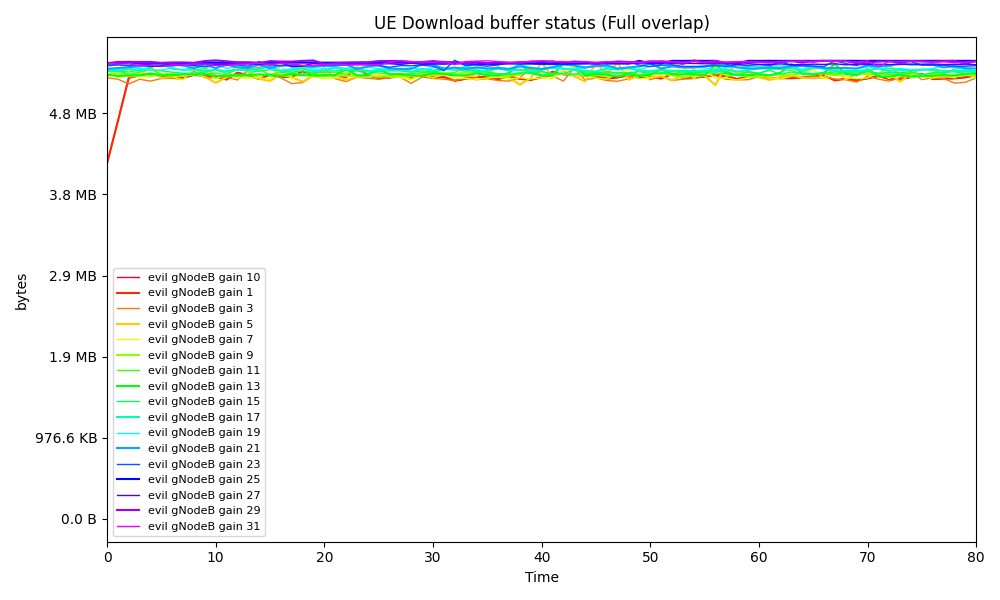 UE Download buffer status (Full overlap)
4.8 MB
3.8 MB
2.9 MB
1.9 MB
976.6 KB
0.0 B
bytes
evil gNodeB gain 10
evil gNodeB gain 1
evil gNodeB gain 3
evil gNodeB gain 5
evil gNodeB gain 7
evil gNodeB gain 9
evil gNodeB gain 11
evil gNodeB gain 13
evil gNodeB gain 15
evil gNodeB gain 17
evil gNodeB gain 19
evil gNodeB gain 21
evil gNodeB gain 23
evil gNodeB gain 25
evil gNodeB gain 27
evil gNodeB gain 29
evil gNodeB gain 31
0 10 20 30 40 50 60 70 80
Time